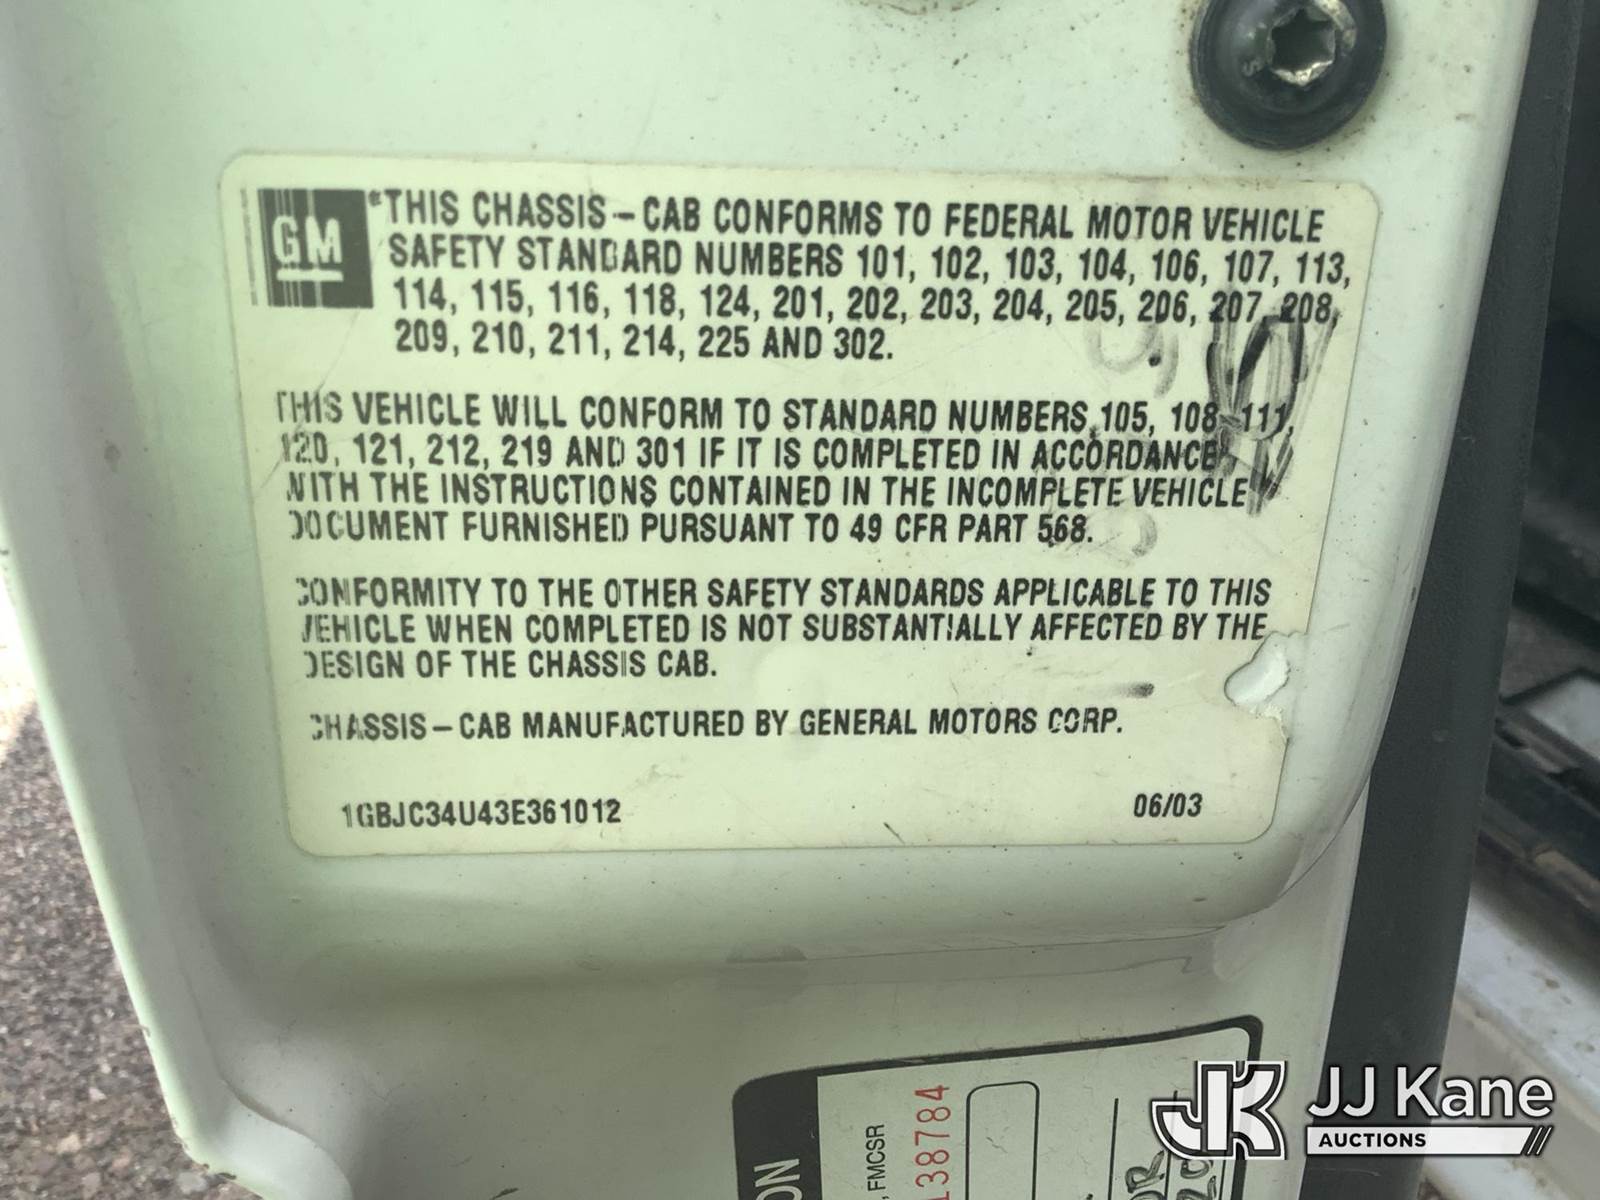 GM
THIS CHASSIS – CAB CONFORMS TO FEDERAL MOTOR VEHICLE
SAFETY STANDARD NUMBERS 101, 102, 103, 104, 106, 107, 113,
114, 115, 116, 118, 124, 201, 202, 203, 204, 205, 206, 207, 208,
209, 210, 211, 214, 225 AND 302.
THIS VEHICLE WILL CONFORM TO STANDARD NUMBERS 105, 108, 111,
120, 121, 212, 219 AND 301 IF IT IS COMPLETED IN ACCORDANCE
WITH THE INSTRUCTIONS CONTAINED IN THE INCOMPLETE VEHICLE
DOCUMENT FURNISHED PURSUANT TO 49 CFR PART 568.
CONFORMITY TO THE OTHER SAFETY STANDARDS APPLICABLE TO THIS
VEHICLE WHEN COMPLETED IS NOT SUBSTANTIALLY AFFECTED BY THE
DESIGN OF THE CHASSIS CAB.
CHASSIS – CAB MANUFACTURED BY GENERAL MOTORS CORP.
1GBJC34U43E361012 06/03
, FMCSR
138784
JK JJ Kane
AUCTIONS